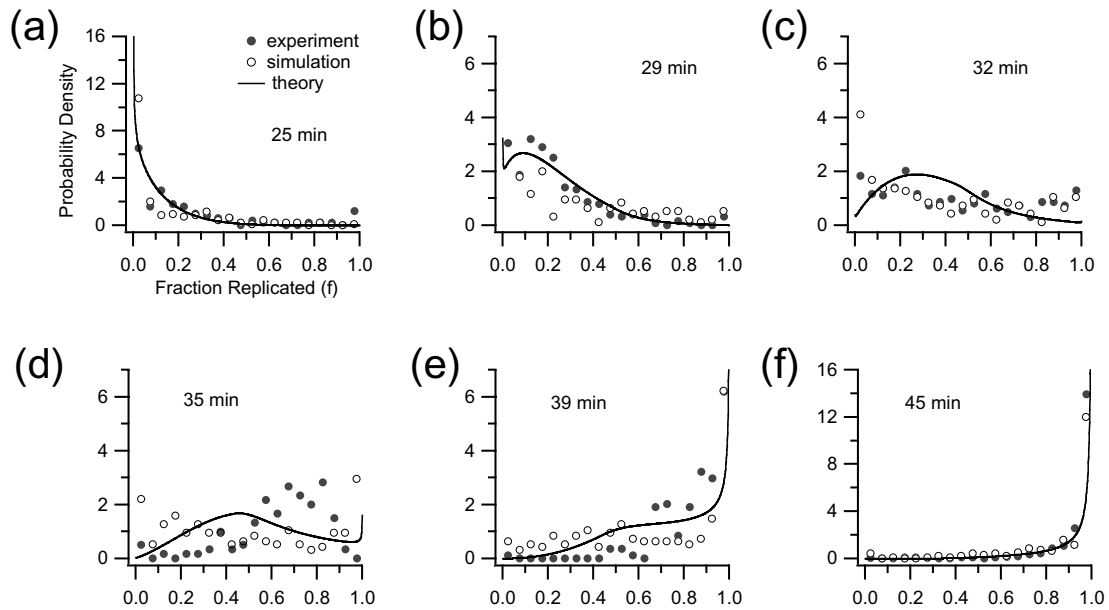 (a)
16
12
8
4
0
Probability Density
experiment
simulation
theory
25 min
0.0 0.2 0.4 0.6 0.8 1.0
Fraction Replicated (f)
(b)
6
4
2
0
29 min
0.0 0.2 0.4 0.6 0.8 1.0
(c)
6
4
2
0
32 min
0.0 0.2 0.4 0.6 0.8 1.0
(d)
6
4
2
0
35 min
0.0 0.2 0.4 0.6 0.8 1.0
(e)
6
4
2
0
39 min
0.0 0.2 0.4 0.6 0.8 1.0
(f)
16
12
8
4
0
45 min
0.0 0.2 0.4 0.6 0.8 1.0